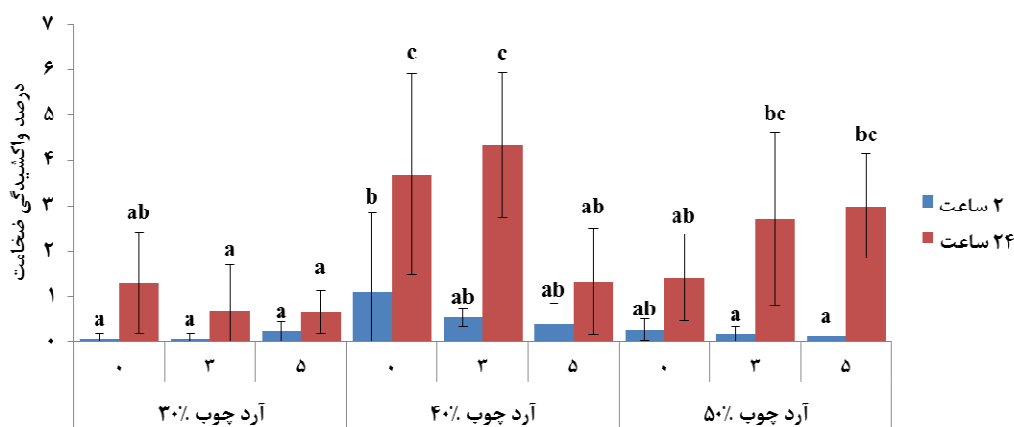 ۷
۶
۵
۴
۳
۲
۱
۰
درصد واکشیدگی ضخامت
a ab a a a a b c ab c ab ab ab ab a bc a bc
۰ ۳ ۵ ۰ ۳ ۵ ۰ ۳ ۵
آرد چوب ۳۰٪ آرد چوب ۴۰٪ آرد چوب ۵۰٪
۲ ساعت
۲۴ ساعت